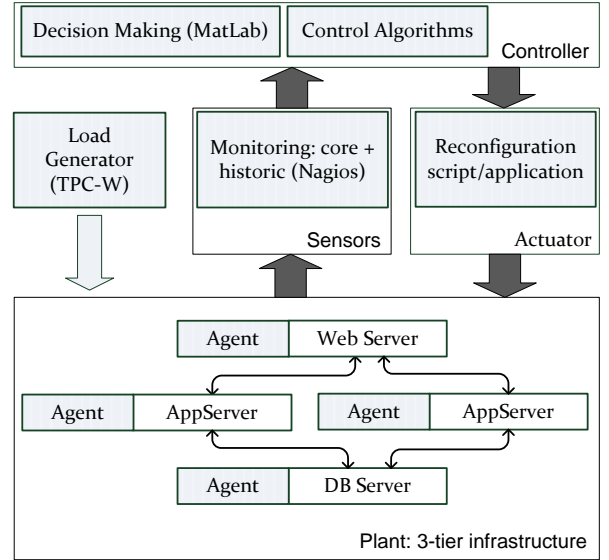 Decision Making (MatLab)
Control Algorithms
Controller
Load
Generator
(TPC-W)
Monitoring: core +
historic (Nagios)
Sensors
Reconfiguration
script/application
Actuator
Agent
Web Server
Agent
AppServer
Agent
AppServer
Agent
DB Server
Plant: 3-tier infrastructure